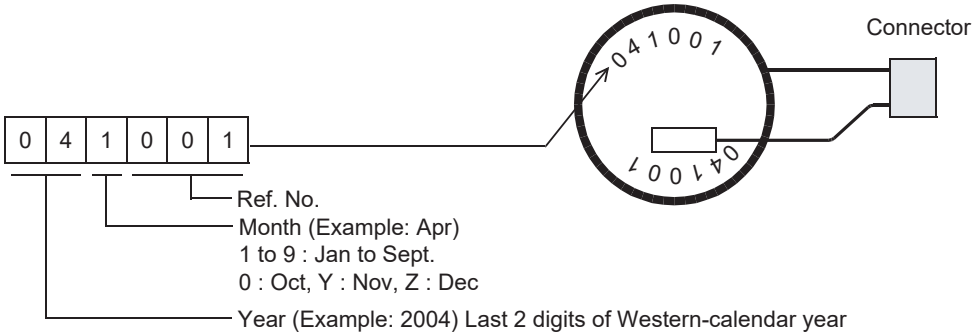 Connector
041001
0 4 1 0 0 1
041001
Ref. No.
Month (Example: Apr)
1 to 9 : Jan to Sept.
0 : Oct, Y : Nov, Z : Dec
Year (Example: 2004) Last 2 digits of Western-calendar year